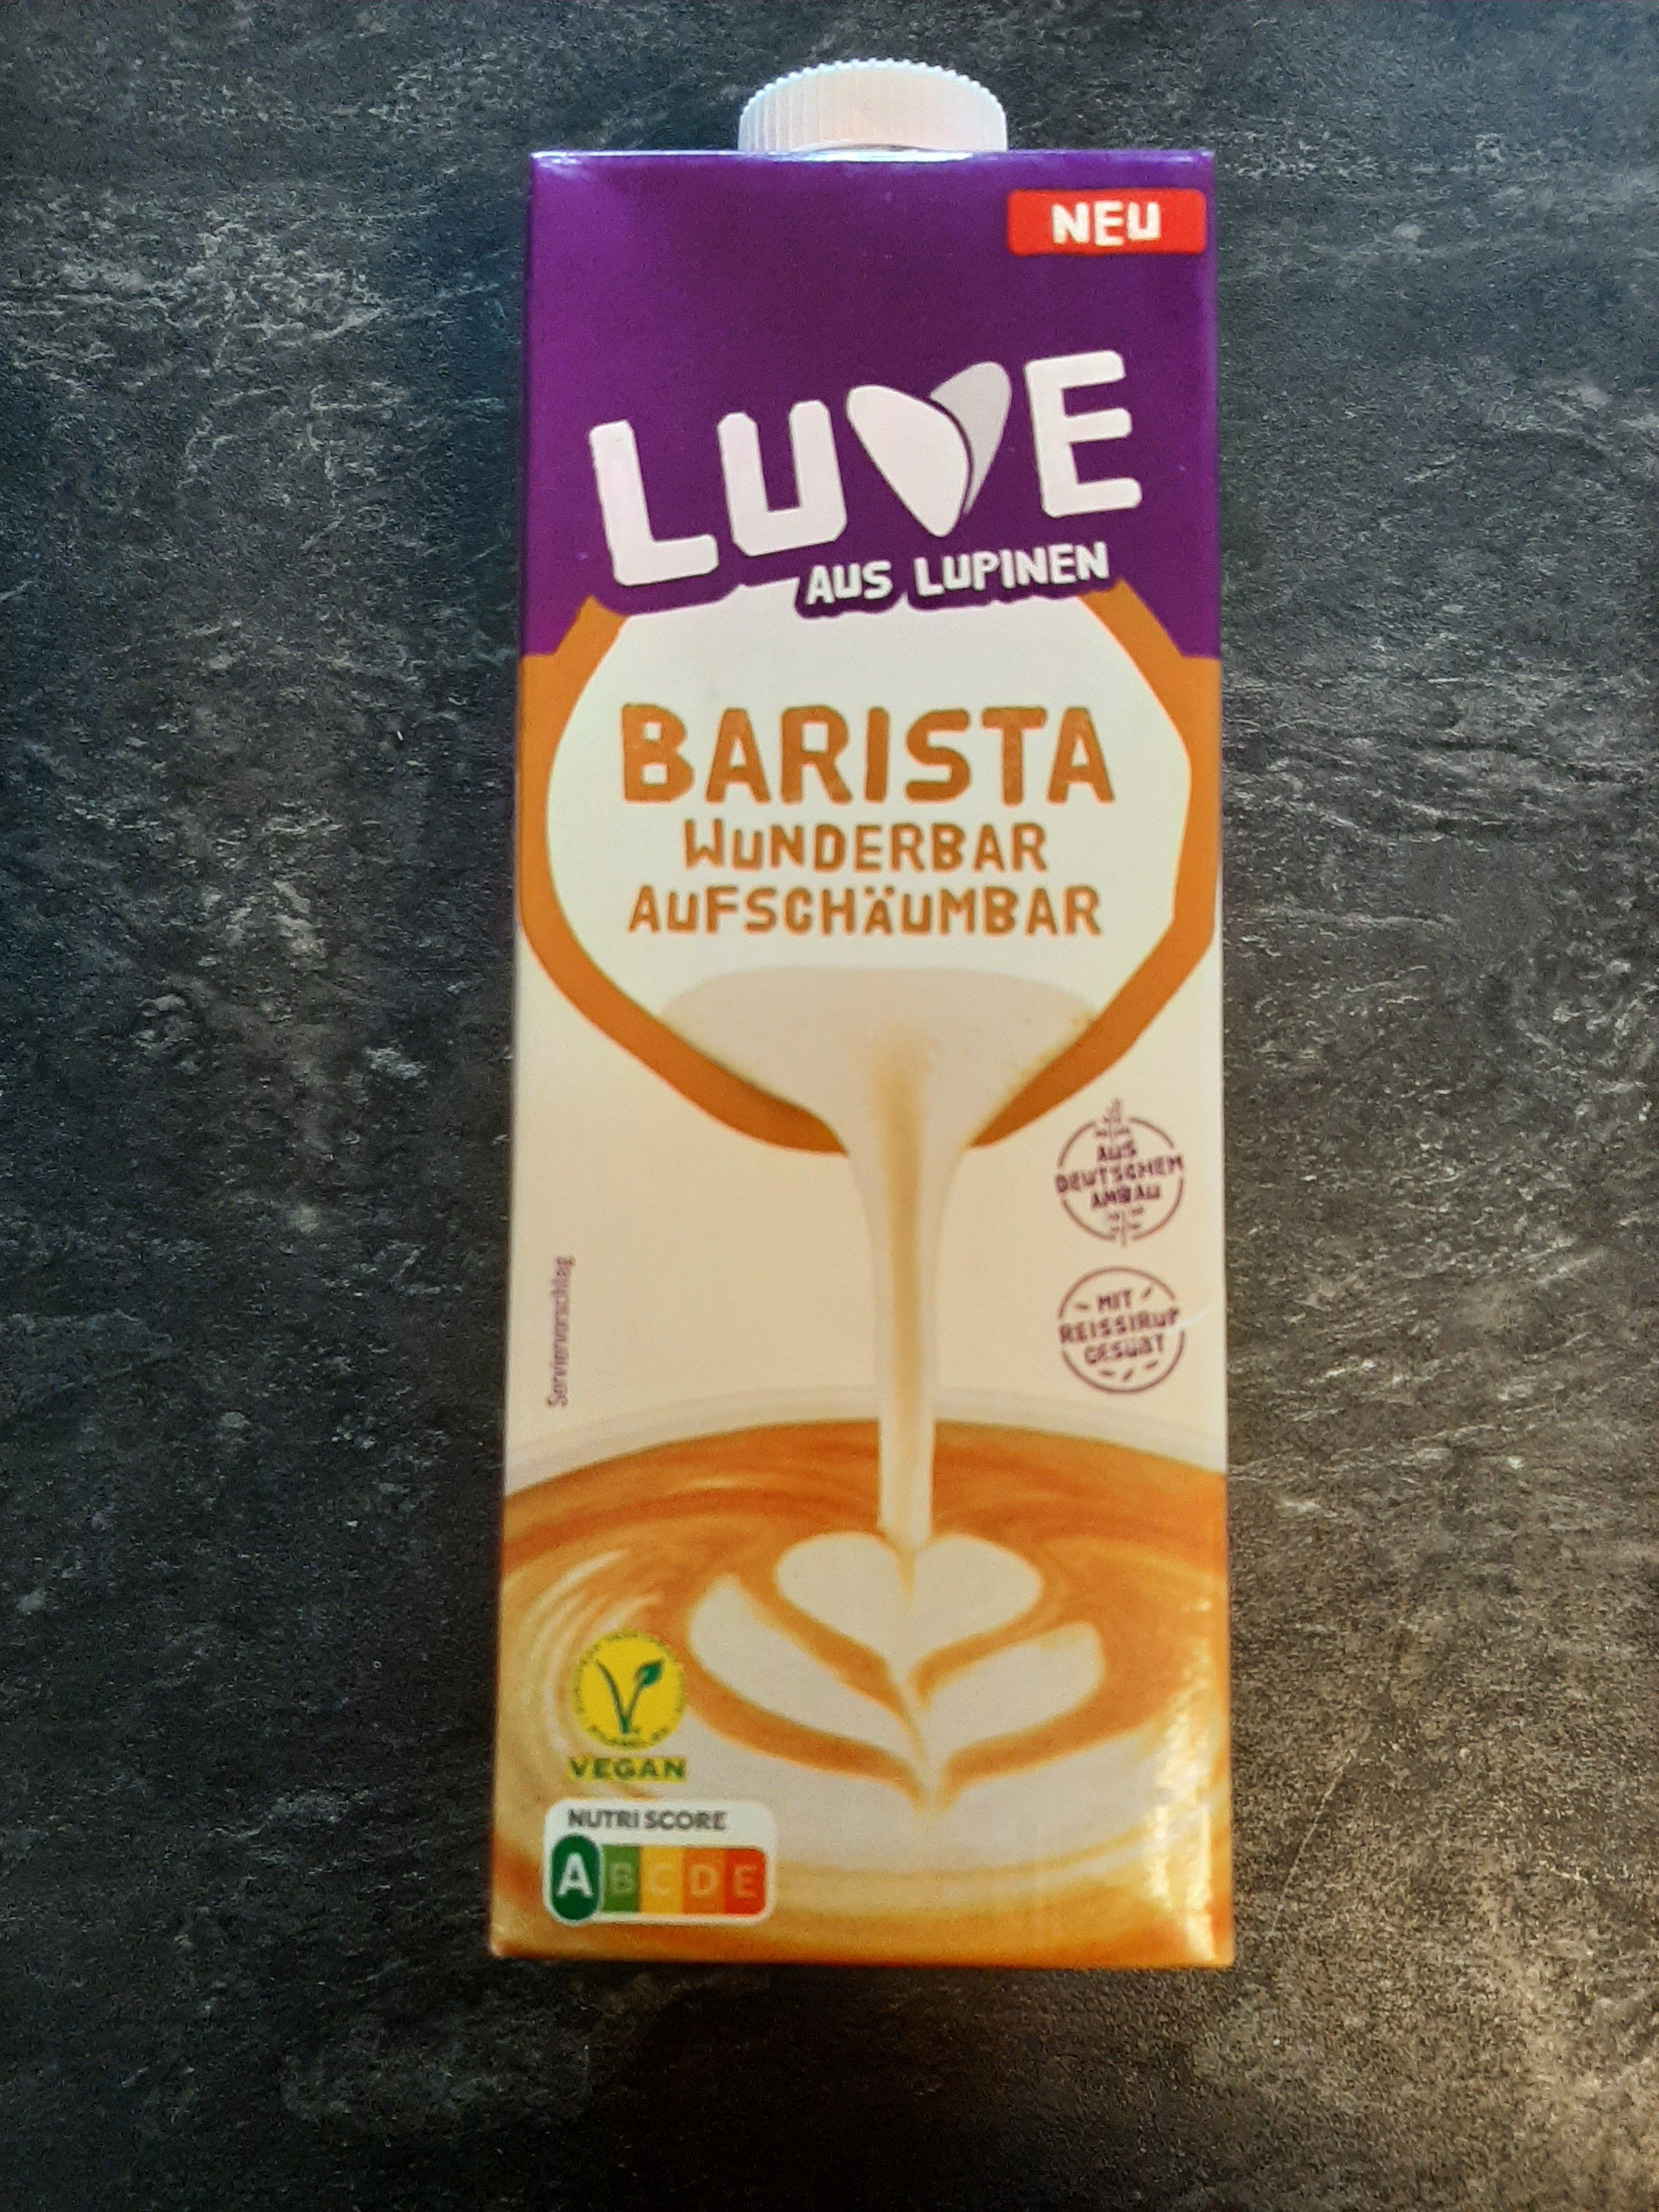 NEU
LUVE
AUS LUPINEN
BARISTA
WUNDERBAR
AUFSCHÄUMBAR
AUS
DEUTSCHEM
ANBAU
MIT
REISSIRUP
GESÜßT
Serviervorschlag
V
VEGAN
NUTRI SCORE
A B C D E